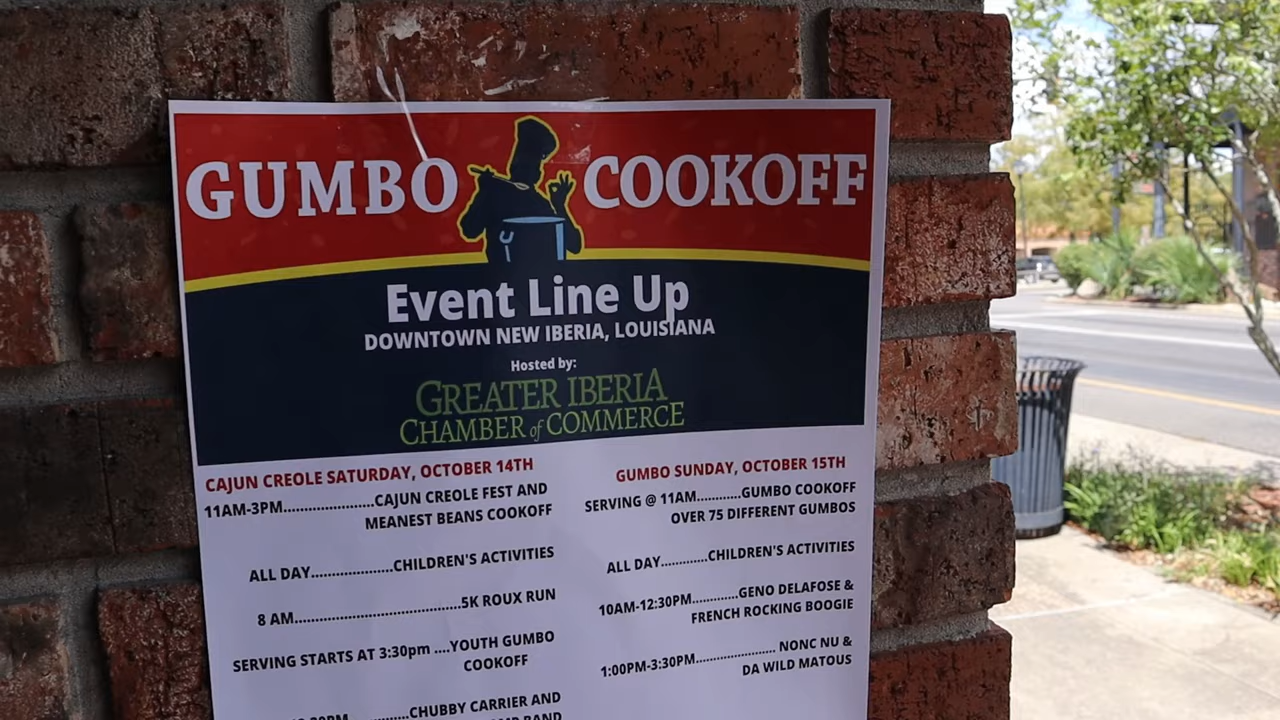 GUMBO COOKOFF
Event Line Up
DOWNTOWN NEW IBERIA, LOUISIANA
Hosted by:
GREATER IBERIA
CHAMBER of COMMERCE
CAJUN CREOLE SATURDAY, OCTOBER 14TH
11AM-3PM.....................CAJUN CREOLE FEST AND
MEANEST BEANS COOKOFF
ALL DAY..................CHILDREN'S ACTIVITIES
8 AM.....................................5K ROUX RUN
SERVING STARTS AT 3:30pm ....YOUTH GUMBO
COOKOFF
............CHUBBY CARRIER AND
BAND
GUMBO SUNDAY, OCTOBER 15TH
SERVING @ 11AM...........GUMBO COOKOFF
OVER 75 DIFFERENT GUMBOS
ALL DAY............CHILDREN'S ACTIVITIES
10AM-12:30PM............GENO DELAFOSE &
FRENCH ROCKING BOOGIE
1:00PM-3:30PM..................... NONC NU &
DA WILD MATOUS